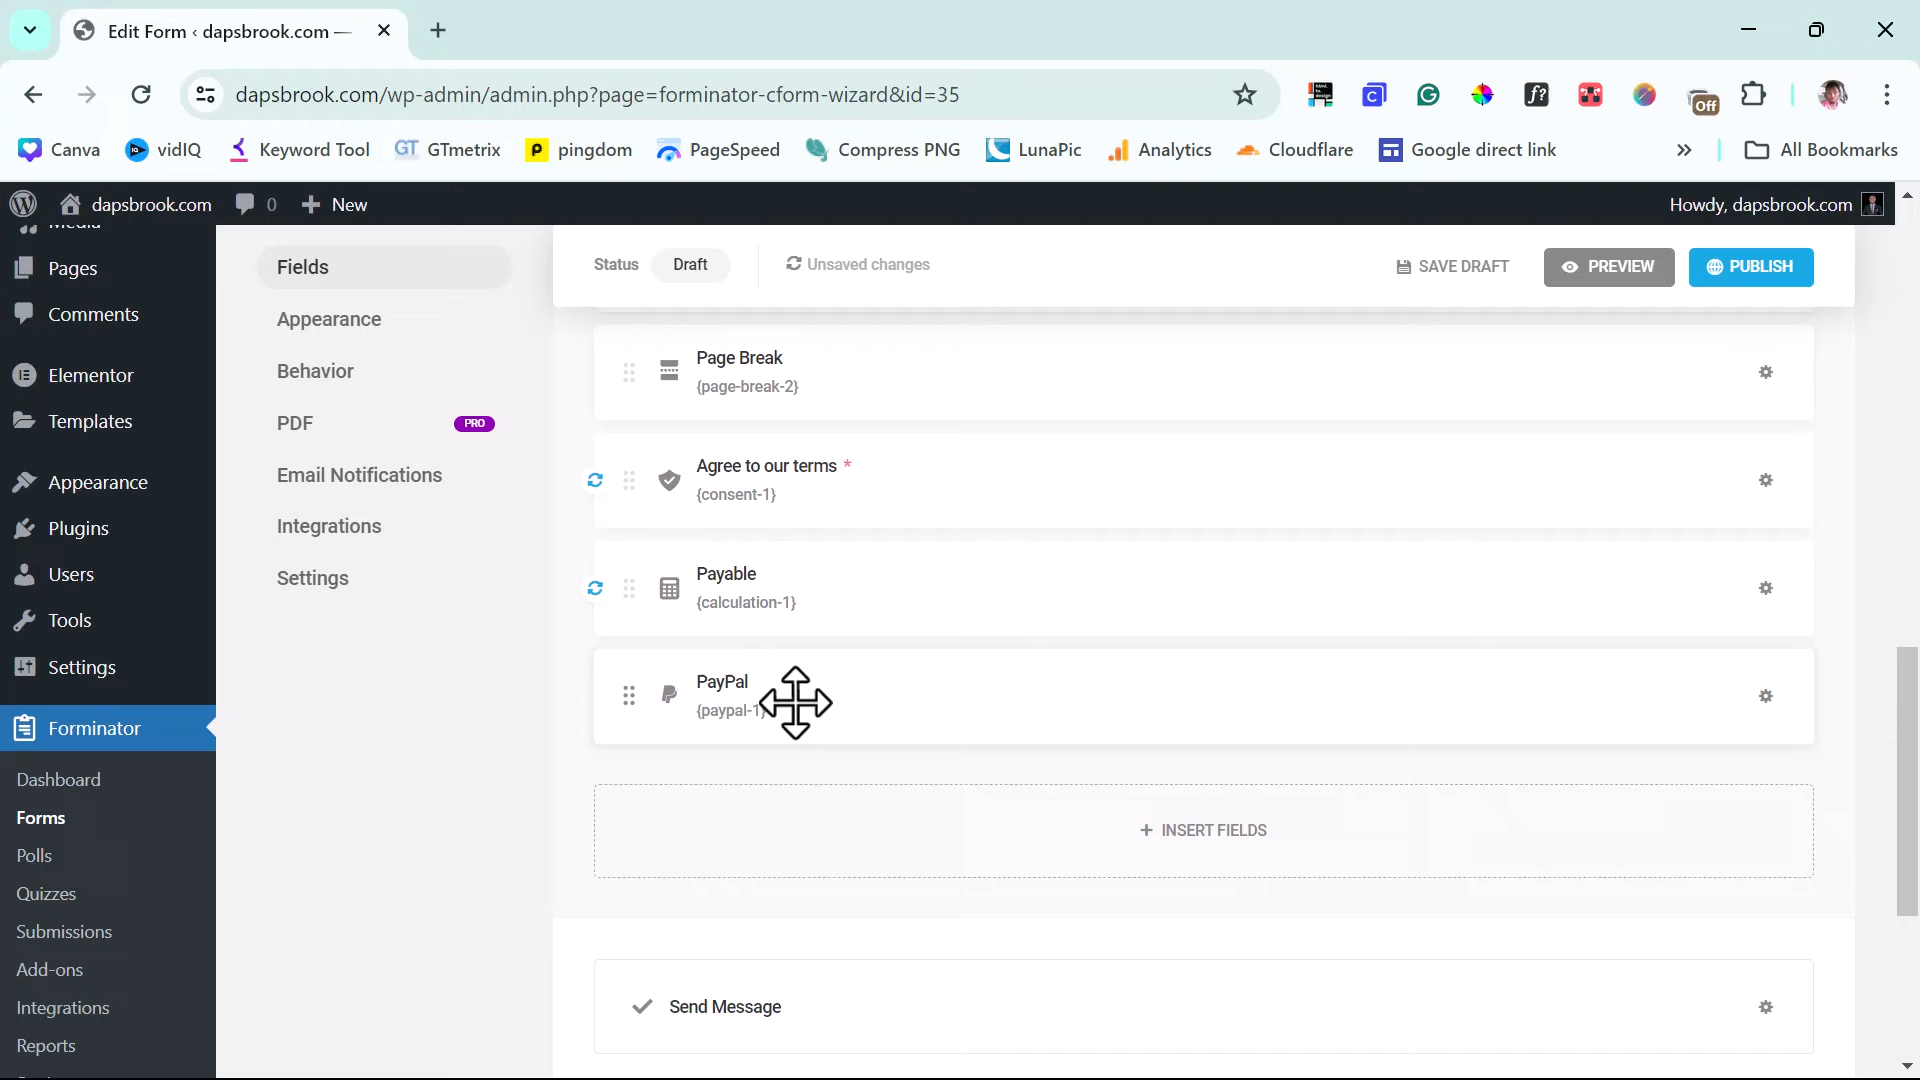 Edit Form ‹ dapsbrook.com —
dapsbrook.com/wp-admin/admin.php?page=forminator-cform-wizard&id=35
Off
Canva
vidIQ
Keyword Tool
GT GTmetrix
p pingdom
PageSpeed
Compress PNG
LunaPic
Analytics
Cloudflare
Google direct link
»
All Bookmarks
dapsbrook.com
0
+ New
Howdy, dapsbrook.com
Media
Pages
Comments
Elementor
Templates
Appearance
Plugins
Users
Tools
Settings
Forminator
Dashboard
Forms
Polls
Quizzes
Submissions
Add-ons
Integrations
Reports
Fields
Appearance
Behavior
PDF PRO
Email Notifications
Integrations
Settings
Status Draft
Unsaved changes
SAVE DRAFT
PREVIEW
PUBLISH
Page Break
{page-break-2}
Agree to our terms *
{consent-1}
Payable
{calculation-1}
PayPal
{paypal-1}
+ INSERT FIELDS
Send Message